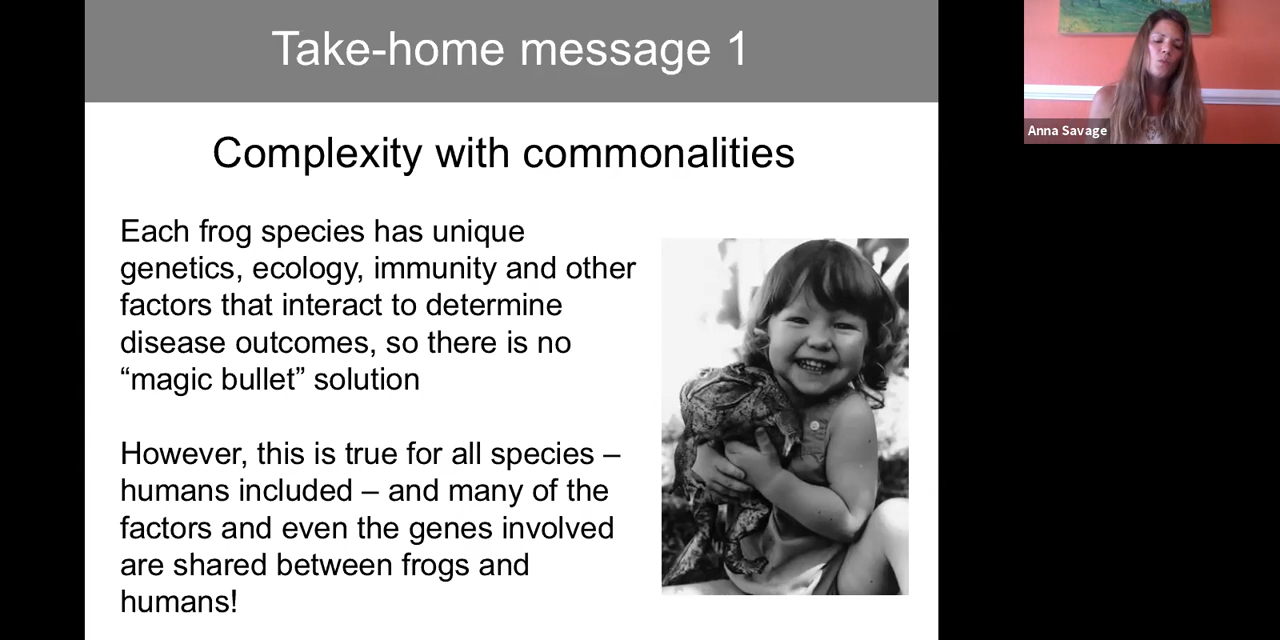 Take-home message 1
Complexity with commonalities
Each frog species has unique
genetics, ecology, immunity and other
factors that interact to determine
disease outcomes, so there is no
“magic bullet” solution
However, this is true for all species –
humans included – and many of the
factors and even the genes involved
are shared between frogs and
humans!
Anna Savage